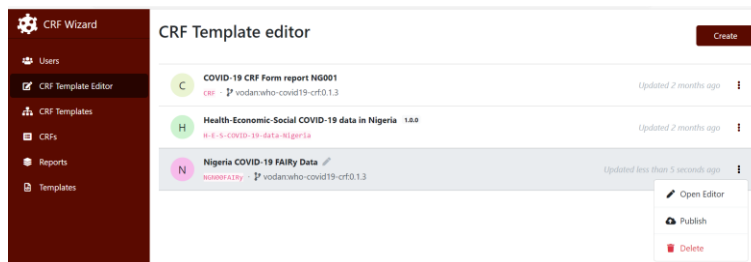 CRF Wizard
Users
CRF Template Editor
CRF Templates
CRFs
Reports
Templates
CRF Template editor
Create
C
COVID-19 CRF Form report NG001
CRF · vodan:who-covid19-crf:0.1.3
Updated 2 months ago
H
Health-Economic-Social COVID-19 data in Nigeria 1.0.0
H-E-S-COVID-19-data-Nigeria
Updated 2 months ago
N
Nigeria COVID-19 FAIRy Data
NG000FAIRy · vodan:who-covid19-crf:0.1.3
Updated less than 5 seconds ago
Open Editor
Publish
Delete